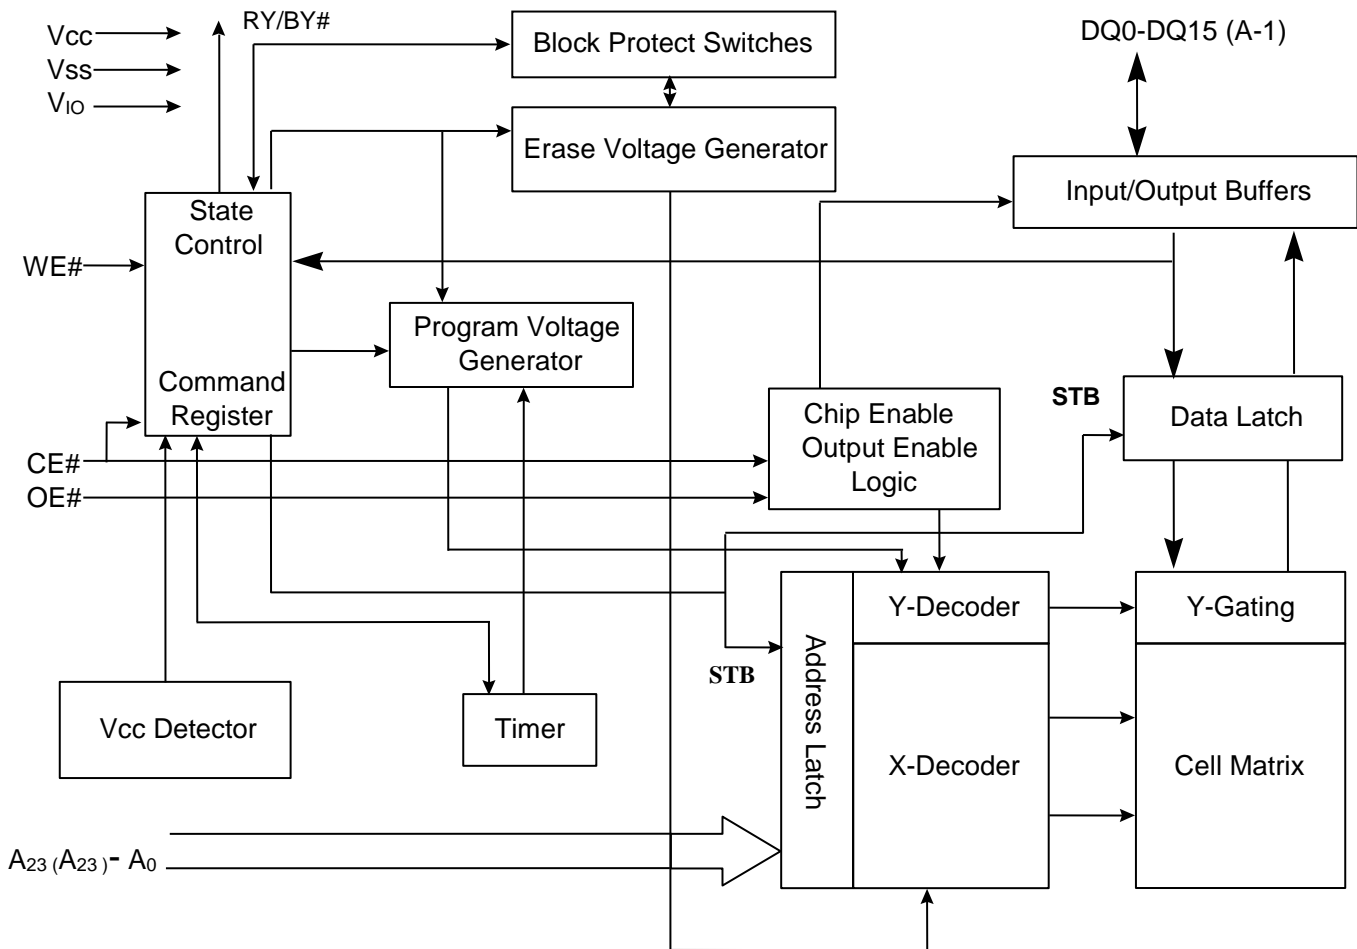 RY/BY#
Vcc
Vss
VIO
Block Protect Switches
DQ0-DQ15 (A-1)
Erase Voltage Generator
Input/Output Buffers
State
Control
WE#
Program Voltage
Generator
Command
Register
CE#
OE#
Chip Enable
Output Enable
Logic
STB
Data Latch
Y-Decoder
Y-Gating
Address Latch
STB
Vcc Detector
Timer
X-Decoder
Cell Matrix
A23 (A23 )- A0